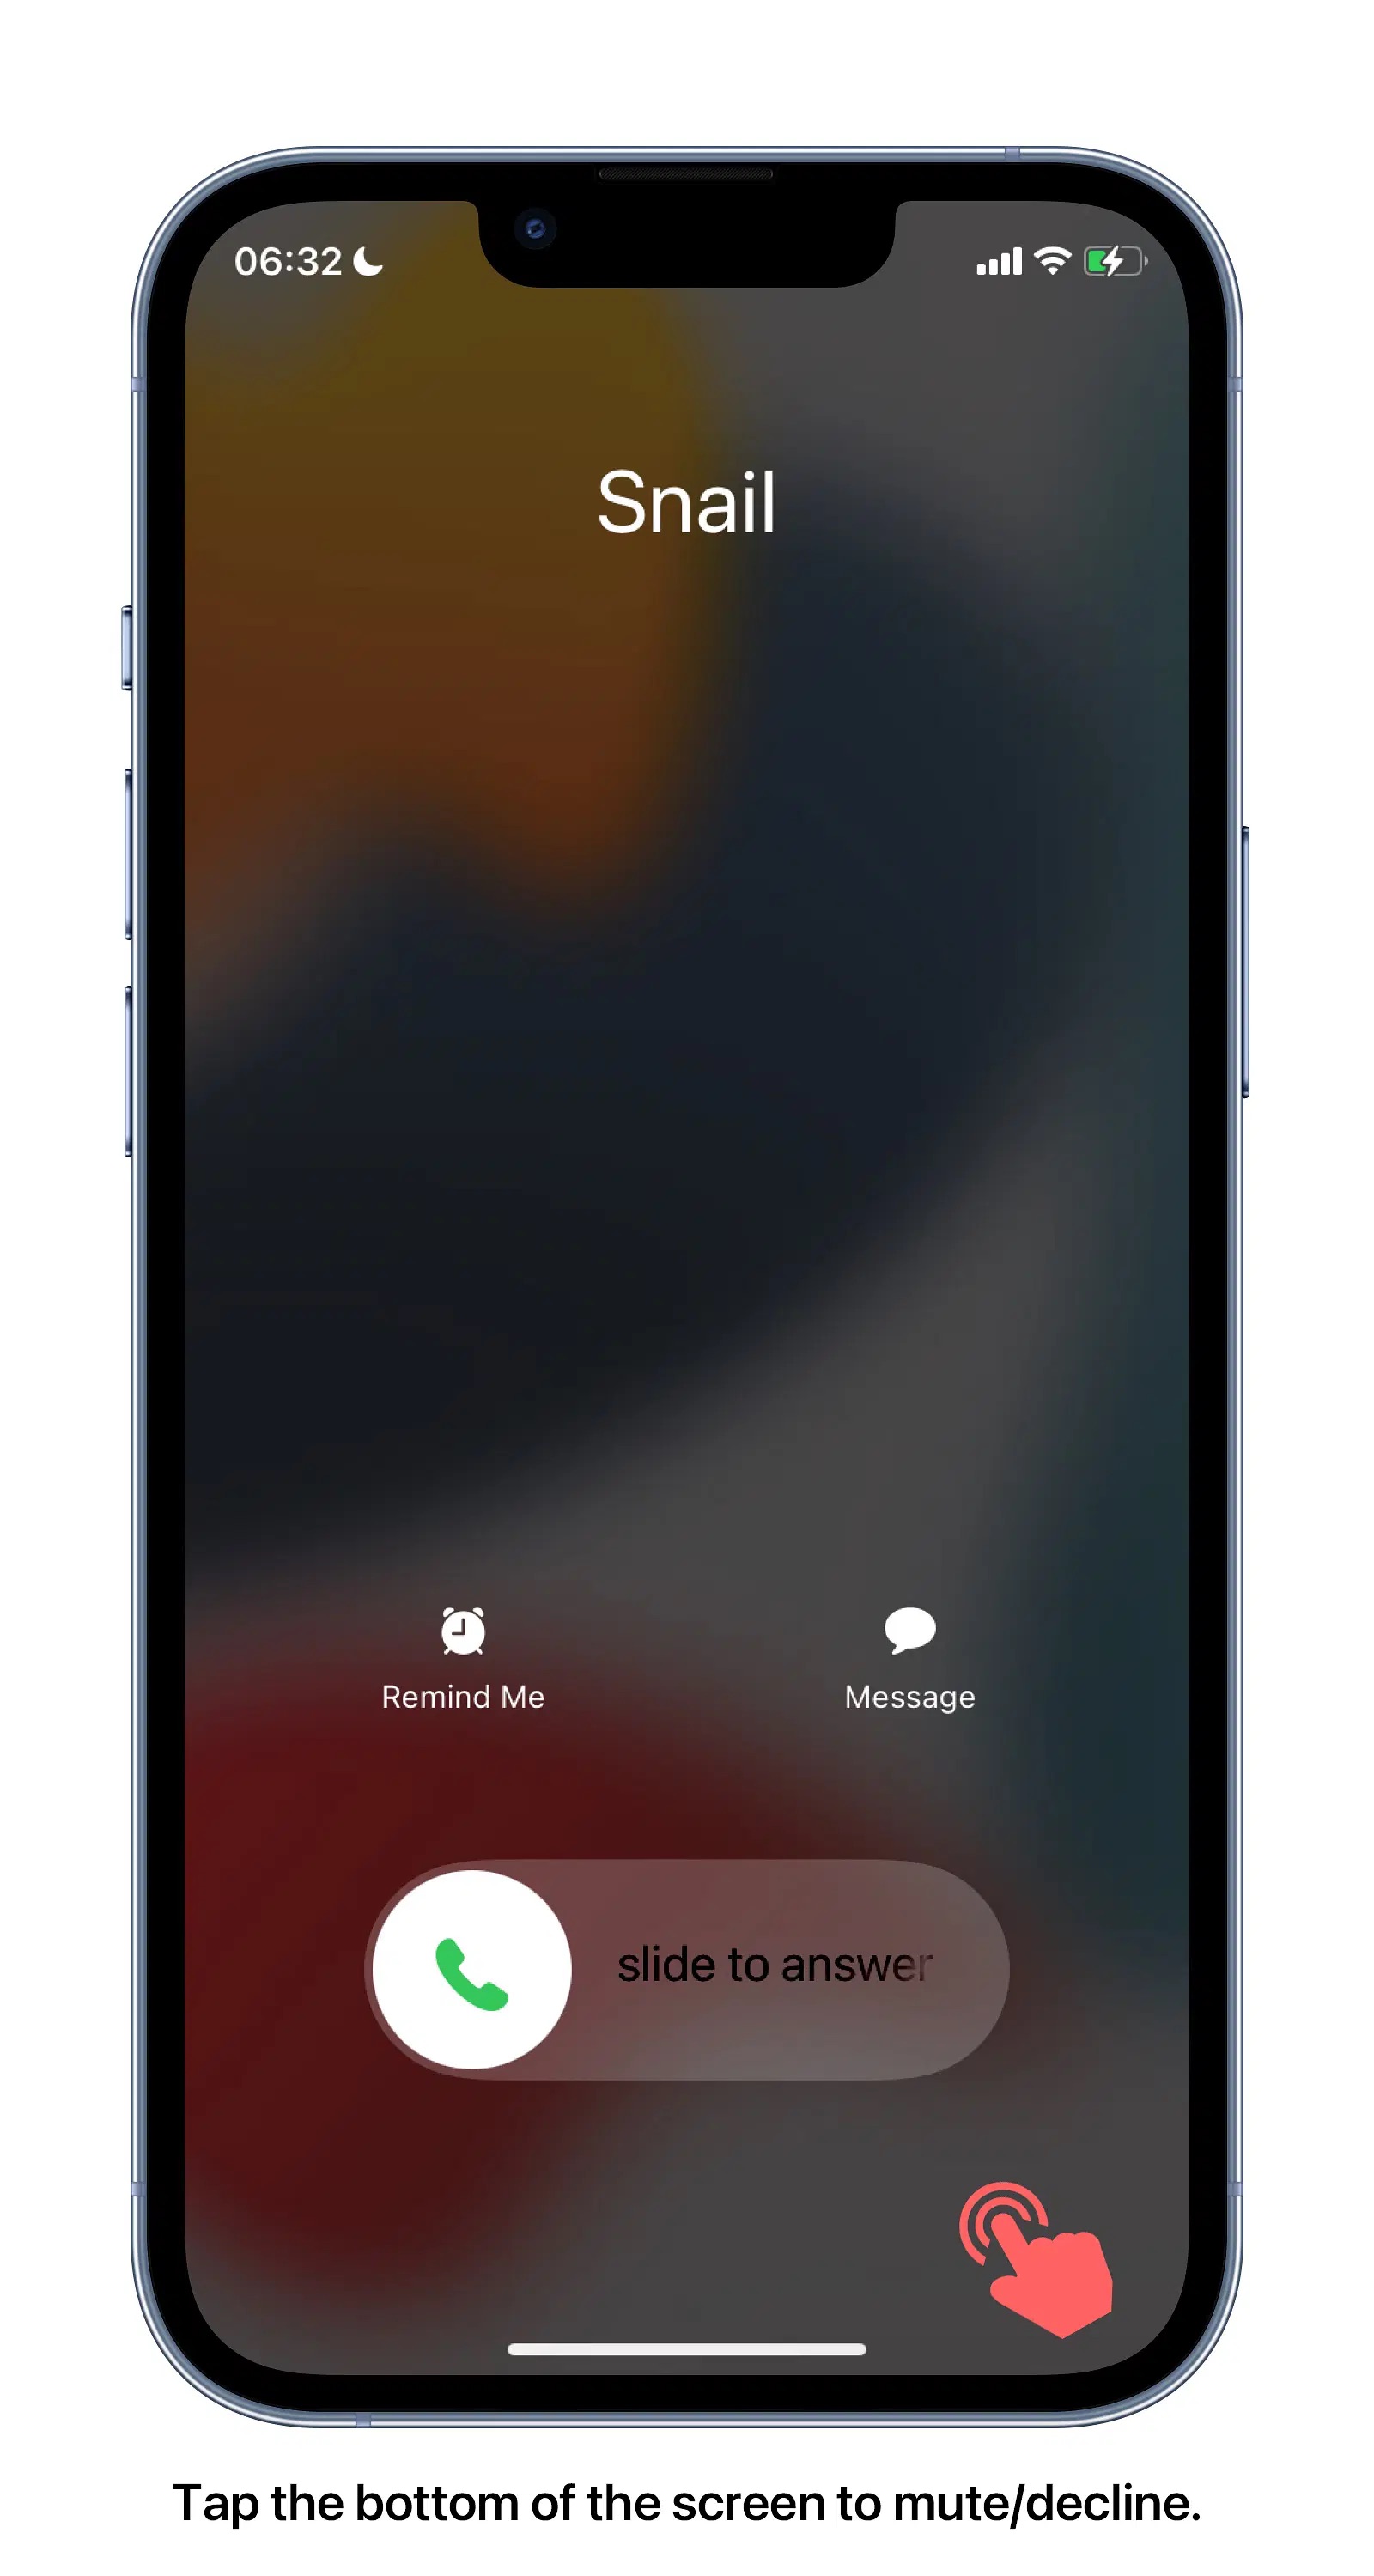 06:32
Snail
Remind Me
Message
slide to answer
Tap the bottom of the screen to mute/decline.